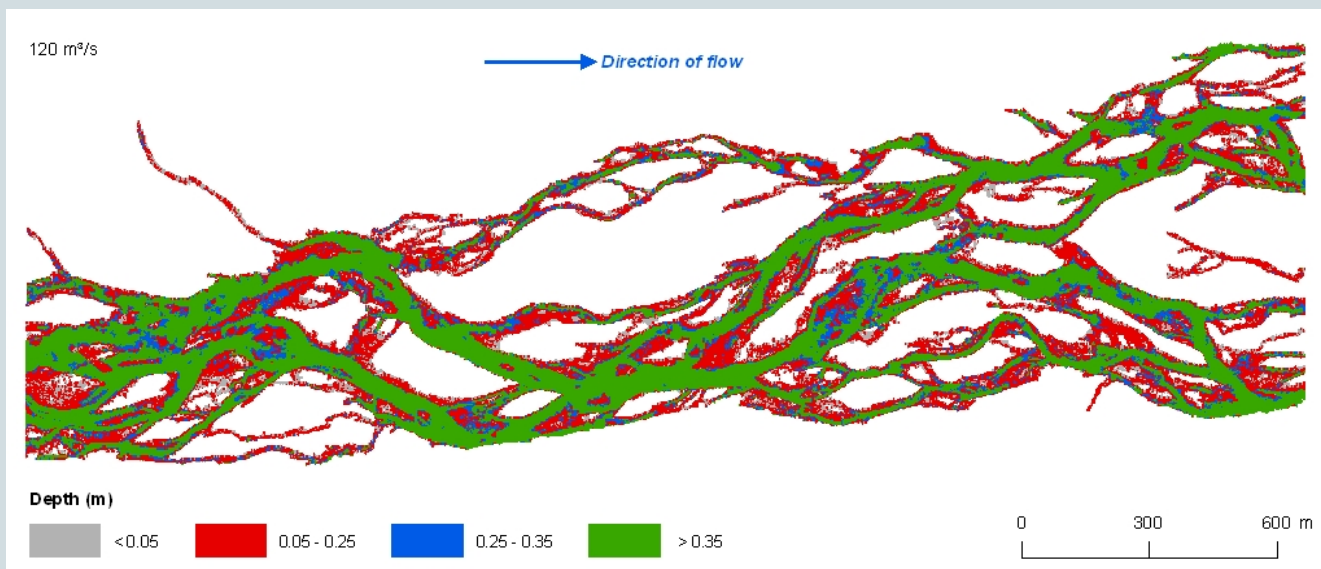 120 m³/s
Direction of flow
Depth (m)
<0.05
0.05 - 0.25
0.25 - 0.35
> 0.35
0 300 600 m